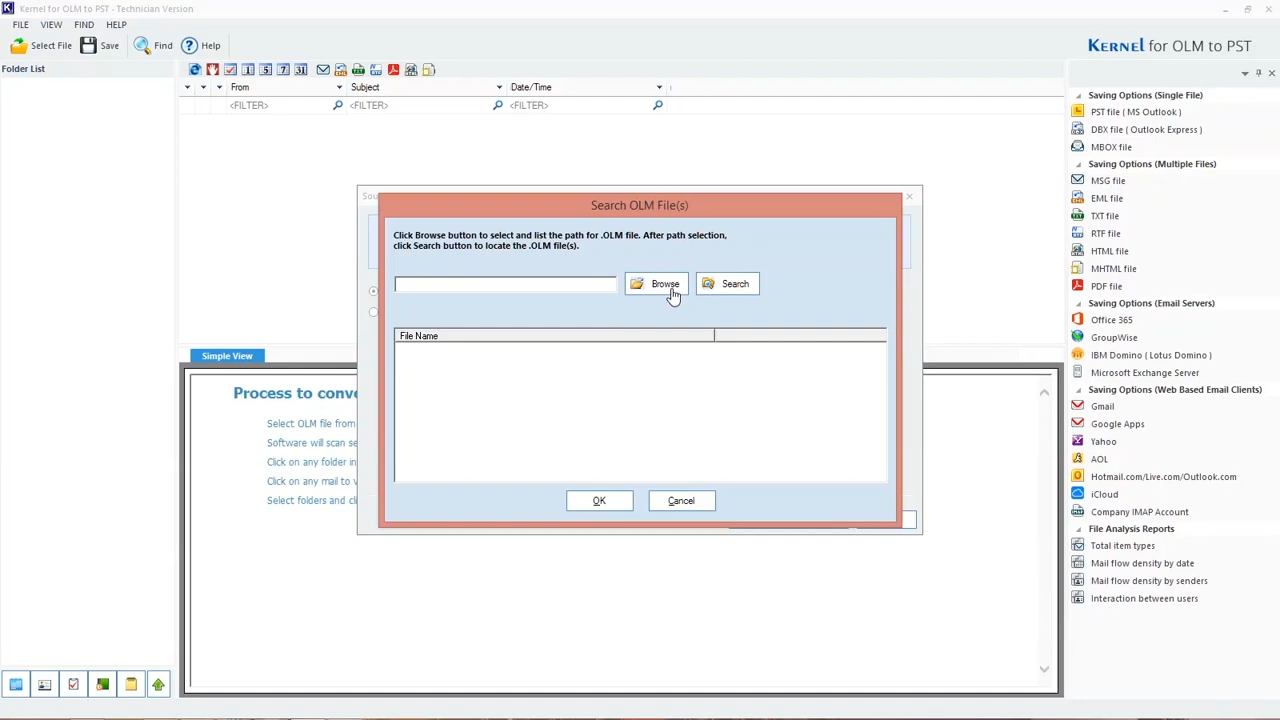 Kernel for OLM to PST - Technician Version
FILE VIEW FIND HELP
Select File Save Find Help
KERNEL for OLM to PST
Folder List
1 5 7 31
From Subject Date/Time
<FILTER> <FILTER> <FILTER>
Search OLM File(s)
Click Browse button to select and list the path for .OLM file. After path selection,
click Search button to locate the .OLM file(s).
Browse Search
File Name
OK Cancel
Simple View
Select OLM file from
Software will scan
Click on any folder
Click on any mail to
Select folders and
Process to
Saving Options (Single File)
PST file ( MS Outlook )
DBX file ( Outlook Express )
MBOX file
Saving Options (Multiple Files)
MSG file
EML file
TXT file
RTF file
HTML file
MHTML file
PDF file
Saving Options (Email Servers)
Office 365
GroupWise
IBM Domino ( Lotus Domino )
Microsoft Exchange Server
Saving Options (Web Based Email Clients)
Gmail
Google Apps
Yahoo
AOL
Hotmail.com/Live.com/Outlook.com
iCloud
Company IMAP Account
File Analysis Reports
Total item types
Mail flow density by date
Mail flow density by senders
Interaction between users